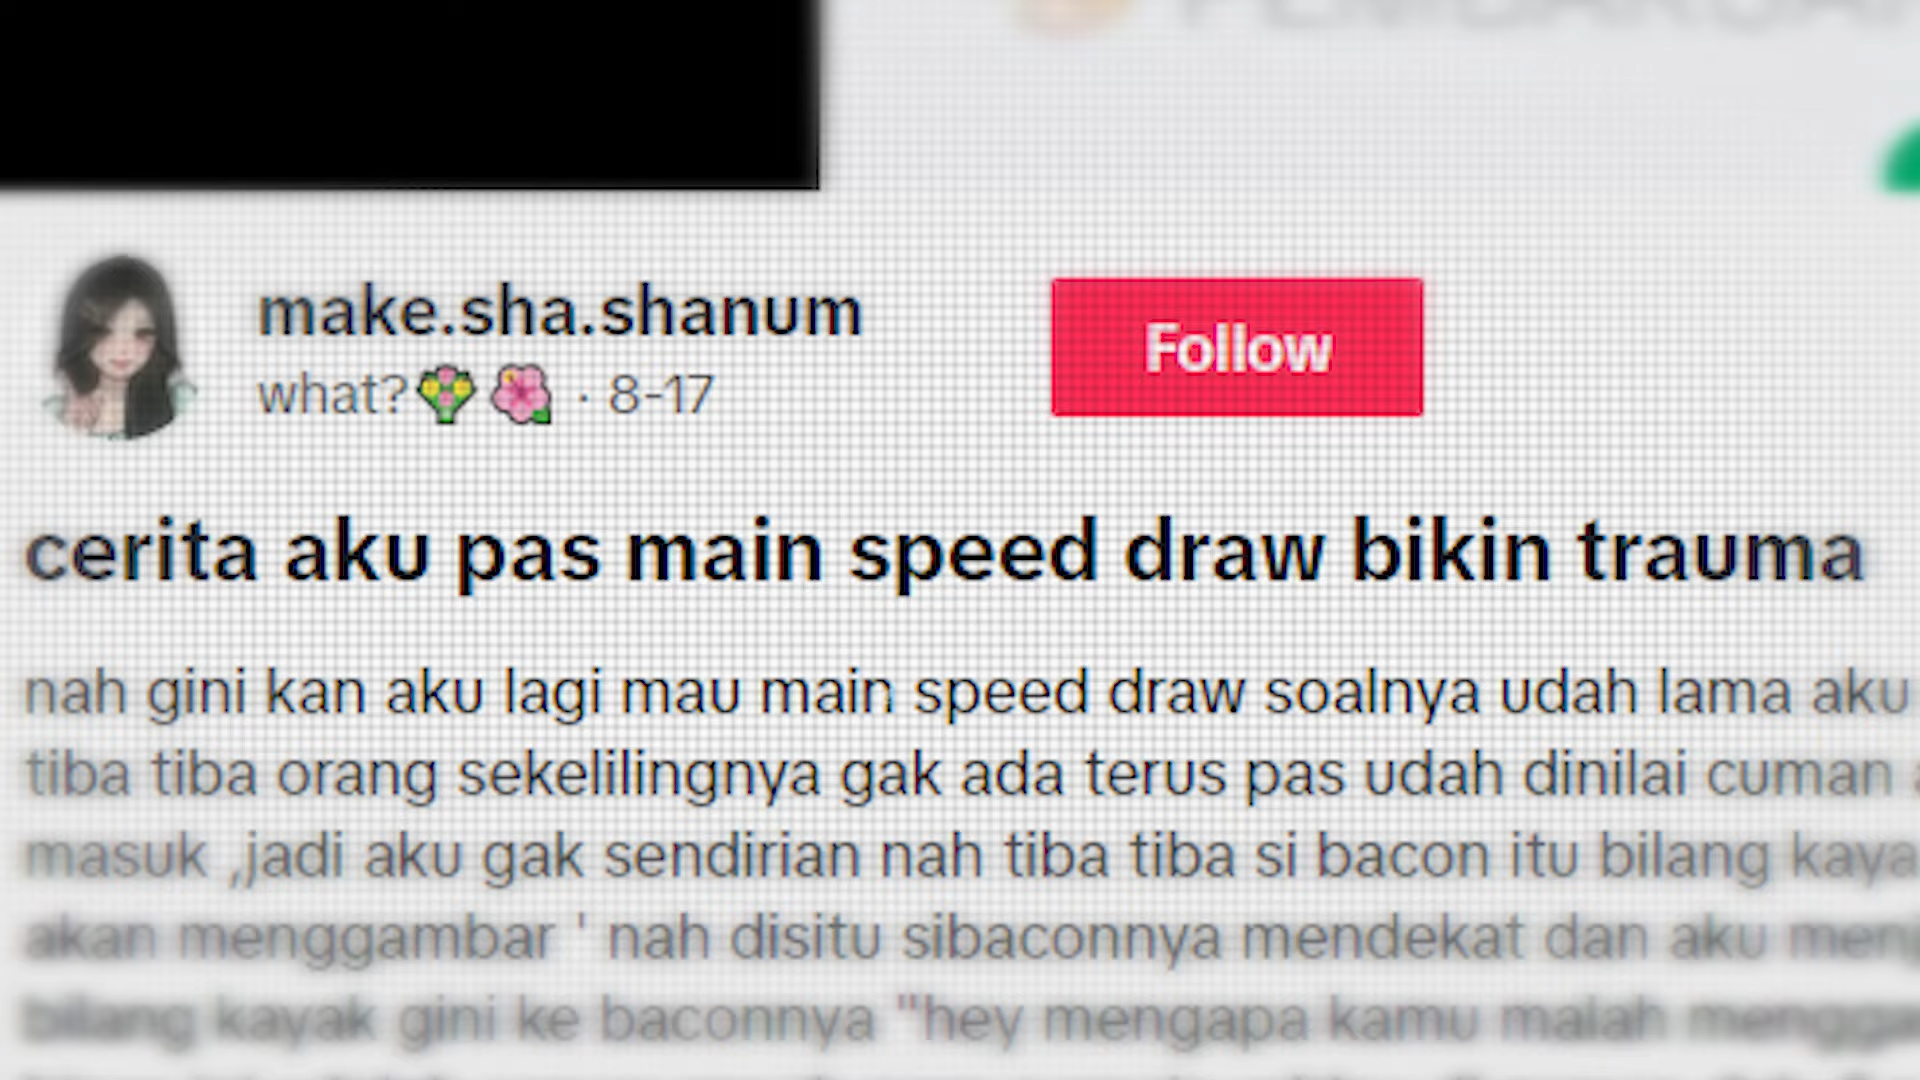 make.sha.shanum
Follow
what?💐🌺 · 8-17
cerita aku pas main speed draw bikin trauma
nah gini kan aku lagi mau main speed draw soalnya udah lama aku
tiba tiba orang sekelilingnya gak ada terus pas udah dinilai cuman
masuk ,jadi aku gak sendirian nah tiba tiba si bacon itu bilang kaya
akan menggambar ' nah disitu sibaconnya mendekat dan aku meng
bilang kayak gini ke baconnya "hey mengapa kamu malah mengga